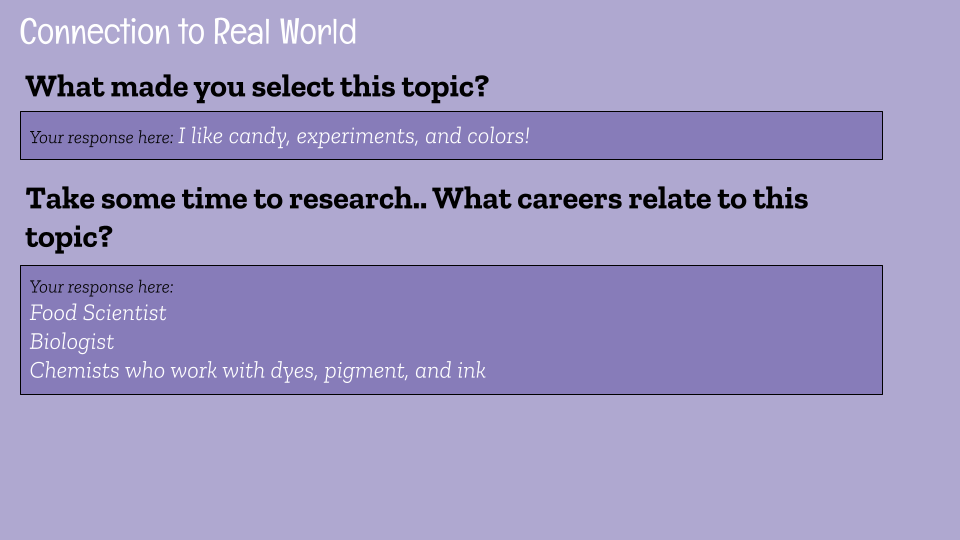 Connection to Real World
What made you select this topic?
Your response here: I like candy, experiments, and colors!
Take some time to research.. What careers relate to this
topic?
Your response here:
Food Scientist
Biologist
Chemists who work with dyes, pigment, and ink